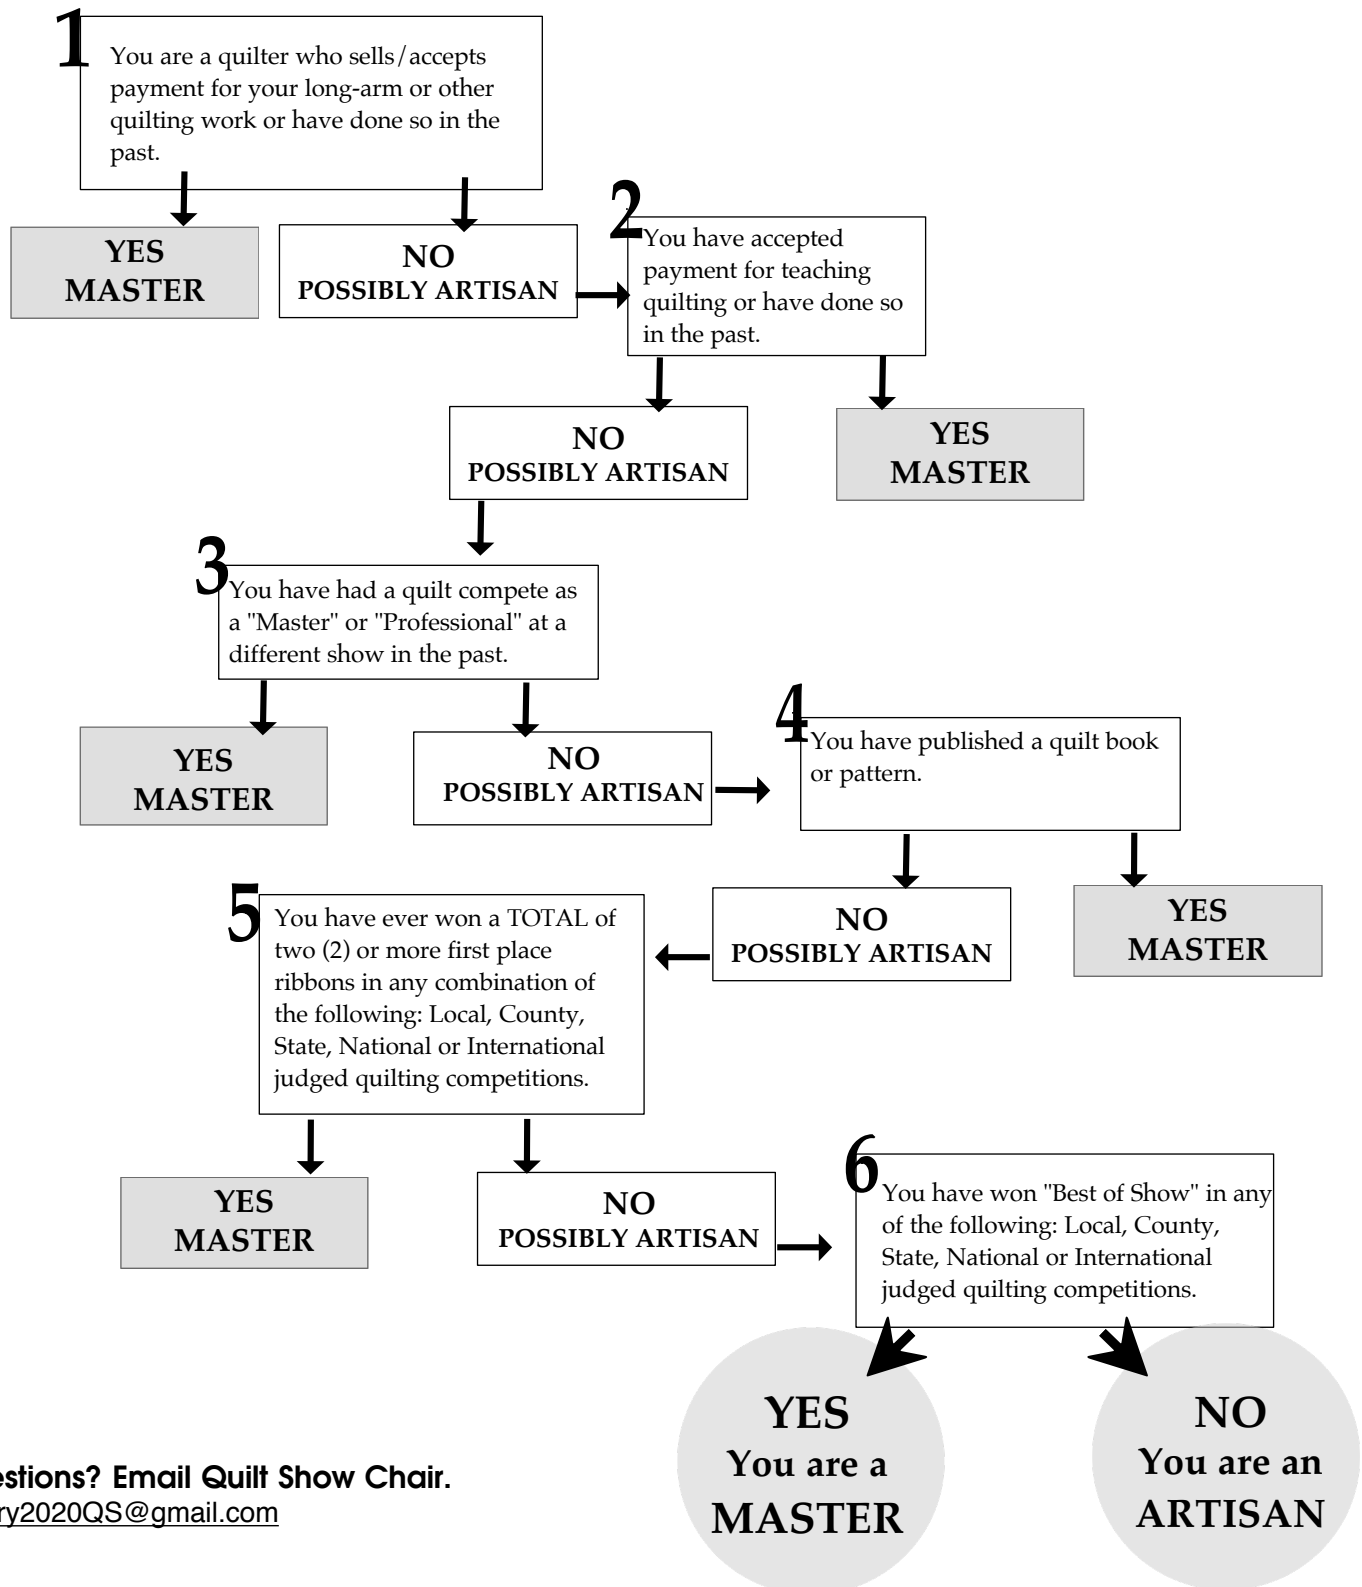 1
You are a quilter who sells/accepts
payment for your long-arm or other
quilting work or have done so in the
past.
YES
MASTER
NO
POSSIBLY ARTISAN
2
You have accepted
payment for teaching
quilting or have done so
in the past.
NO
POSSIBLY ARTISAN
YES
MASTER
3
You have had a quilt compete as
a "Master" or "Professional" at a
different show in the past.
YES
MASTER
NO
POSSIBLY ARTISAN
4
You have published a quilt book
or pattern.
NO
POSSIBLY ARTISAN
YES
MASTER
5
You have ever won a TOTAL of
two (2) or more first place
ribbons in any combination of
the following: Local, County,
State, National or International
judged quilting competitions.
YES
MASTER
NO
POSSIBLY ARTISAN
6
You have won "Best of Show" in any
of the following: Local, County,
State, National or International
judged quilting competitions.
YES
You are a
MASTER
NO
You are an
ARTISAN
estions? Email Quilt Show Chair.
ry2020QS@gmail.com